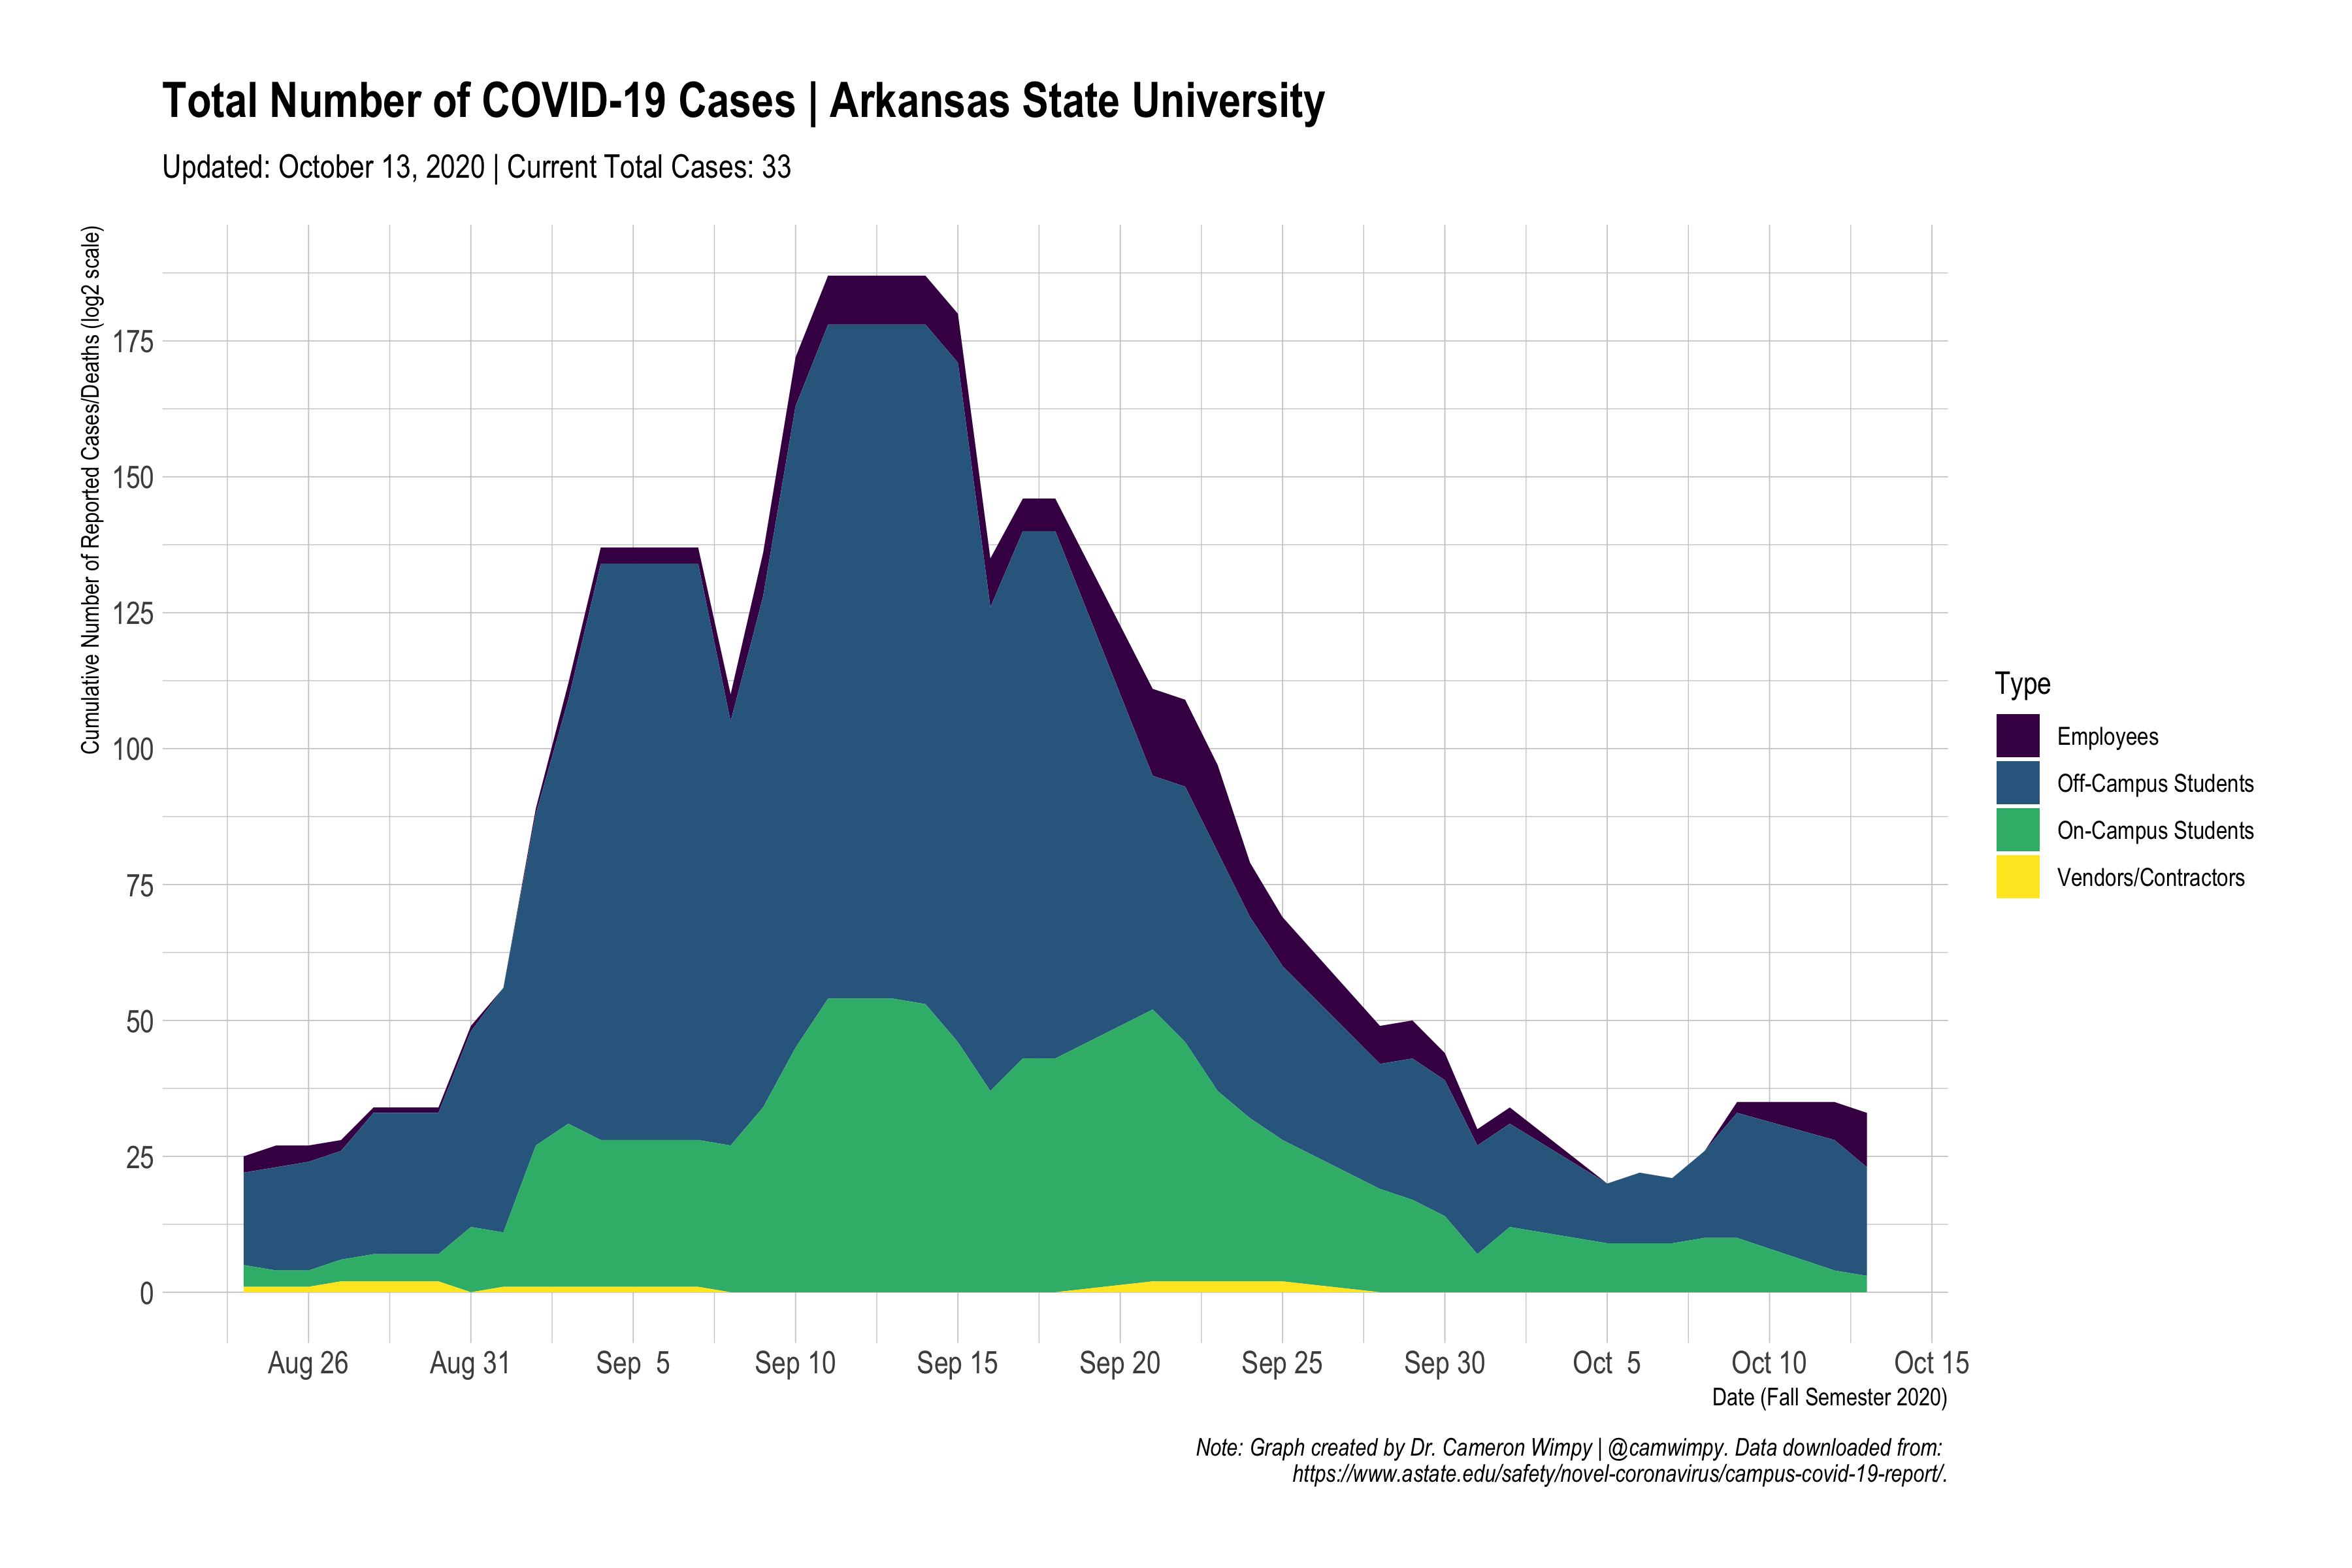 Total Number of COVID-19 Cases | Arkansas State University
Updated: October 13, 2020 | Current Total Cases: 33
Cumulative Number of Reported Cases/Deaths (log2 scale)
175
150
125
100
75
50
25
0
Aug 26
Aug 31
Sep 5
Sep 10
Sep 15
Sep 20
Sep 25
Sep 30
Oct 5
Oct 10
Oct 15
Date (Fall Semester 2020)
Type
Employees
Off-Campus Students
On-Campus Students
Vendors/Contractors
Note: Graph created by Dr. Cameron Wimpy | @camwimpy. Data downloaded from:
https://www.astate.edu/safety/novel-coronavirus/campus-covid-19-report/.